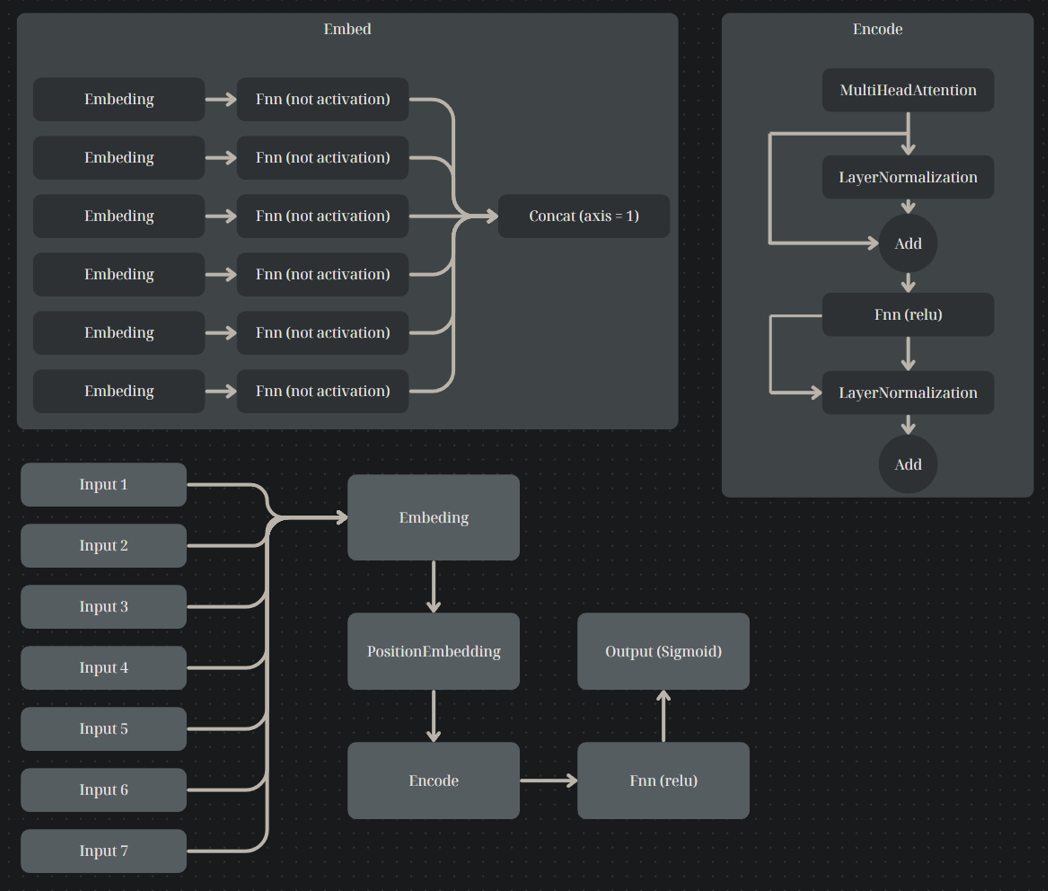 Embed
Embeding
Fnn (not activation)
Embeding
Fnn (not activation)
Embeding
Fnn (not activation)
Concat (axis = 1)
Embeding
Fnn (not activation)
Embeding
Fnn (not activation)
Embeding
Fnn (not activation)
Encode
MultiHeadAttention
LayerNormalization
Add
Fnn (relu)
LayerNormalization
Add
Input 1
Input 2
Input 3
Input 4
Input 5
Input 6
Input 7
Embeding
PositionEmbedding
Encode
Fnn (relu)
Output (Sigmoid)